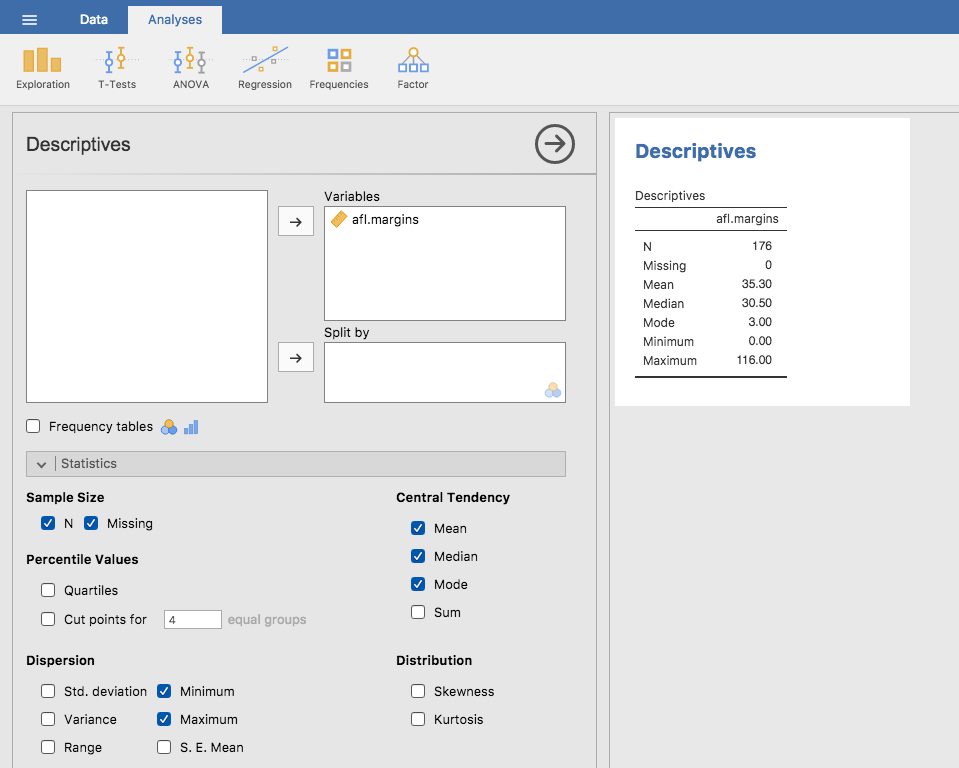 Data Analyses
Exploration T-Tests ANOVA Regression Frequencies Factor
Descriptives
Variables
afl.margins
Split by
Frequency tables
Statistics
Sample Size
N Missing
Percentile Values
Quartiles
Cut points for 4 equal groups
Dispersion
Std. deviation Minimum
Variance Maximum
Range S. E. Mean
Central Tendency
Mean
Median
Mode
Sum
Distribution
Skewness
Kurtosis
Descriptives
Descriptives
afl.margins
N 176
Missing 0
Mean 35.30
Median 30.50
Mode 3.00
Minimum 0.00
Maximum 116.00